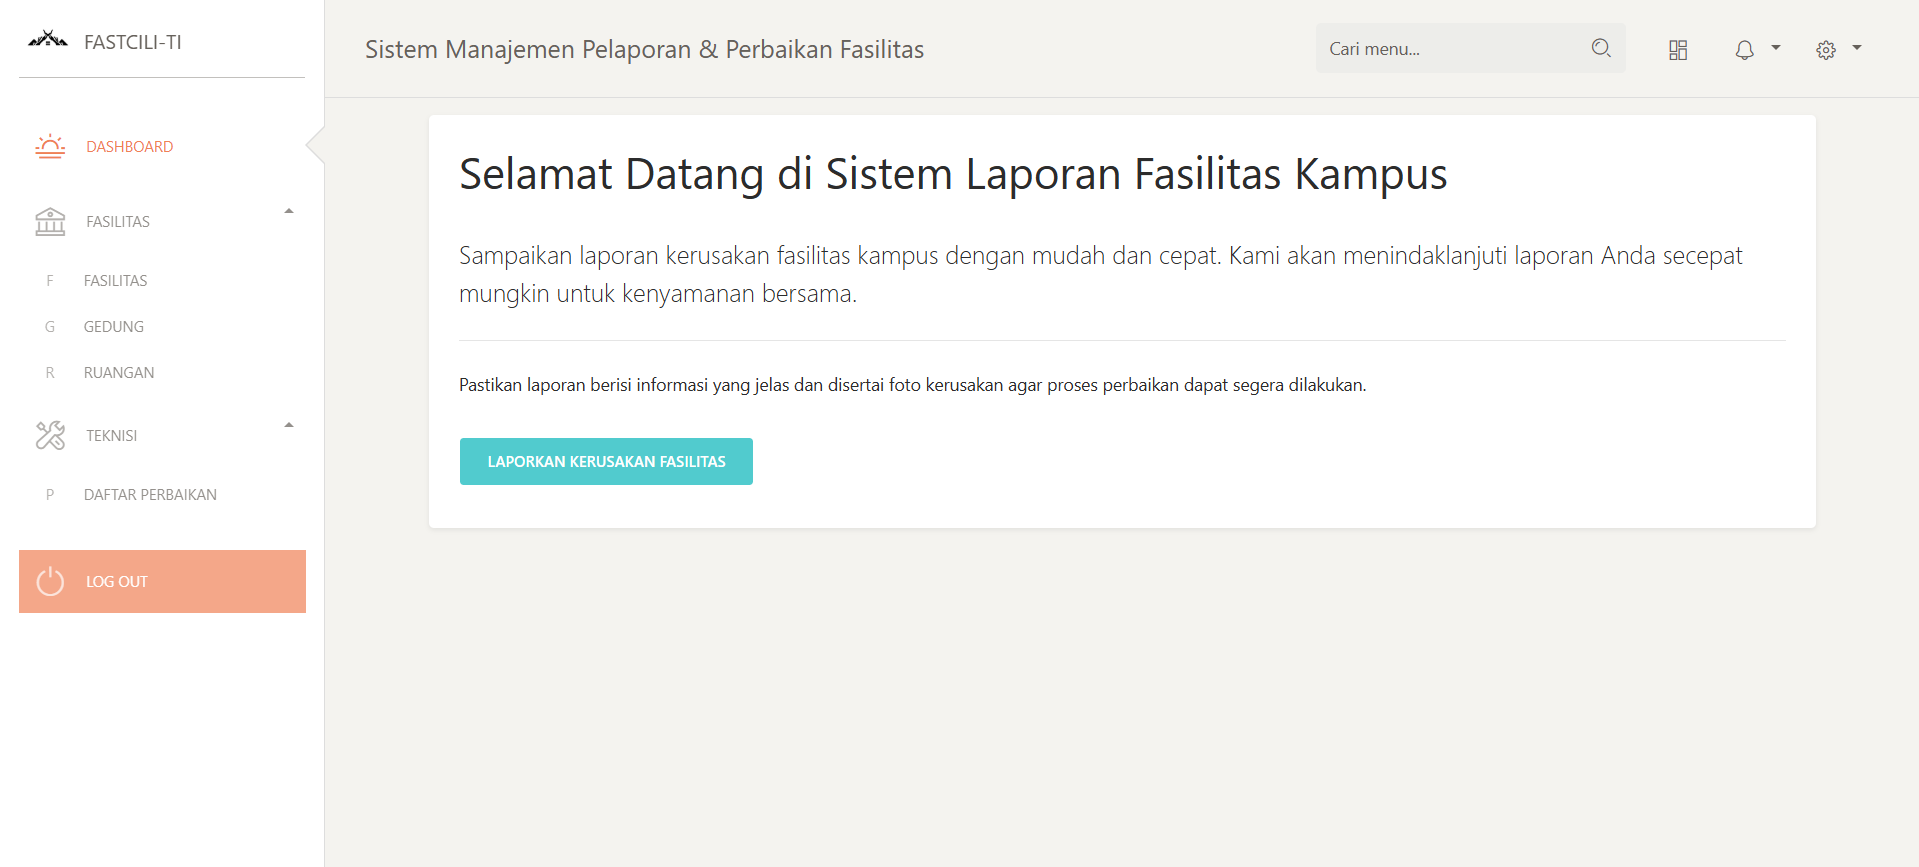 FASTCILI-TI
DASHBOARD
FASILITAS
F FASILITAS
G GEDUNG
R RUANGAN
TEKNISI
P DAFTAR PERBAIKAN
LOG OUT
Sistem Manajemen Pelaporan & Perbaikan Fasilitas
Cari menu...
Selamat Datang di Sistem Laporan Fasilitas Kampus
Sampaikan laporan kerusakan fasilitas kampus dengan mudah dan cepat. Kami akan menindaklanjuti laporan Anda secepat
mungkin untuk kenyamanan bersama.
Pastikan laporan berisi informasi yang jelas dan disertai foto kerusakan agar proses perbaikan dapat segera dilakukan.
LAPORKAN KERUSAKAN FASILITAS